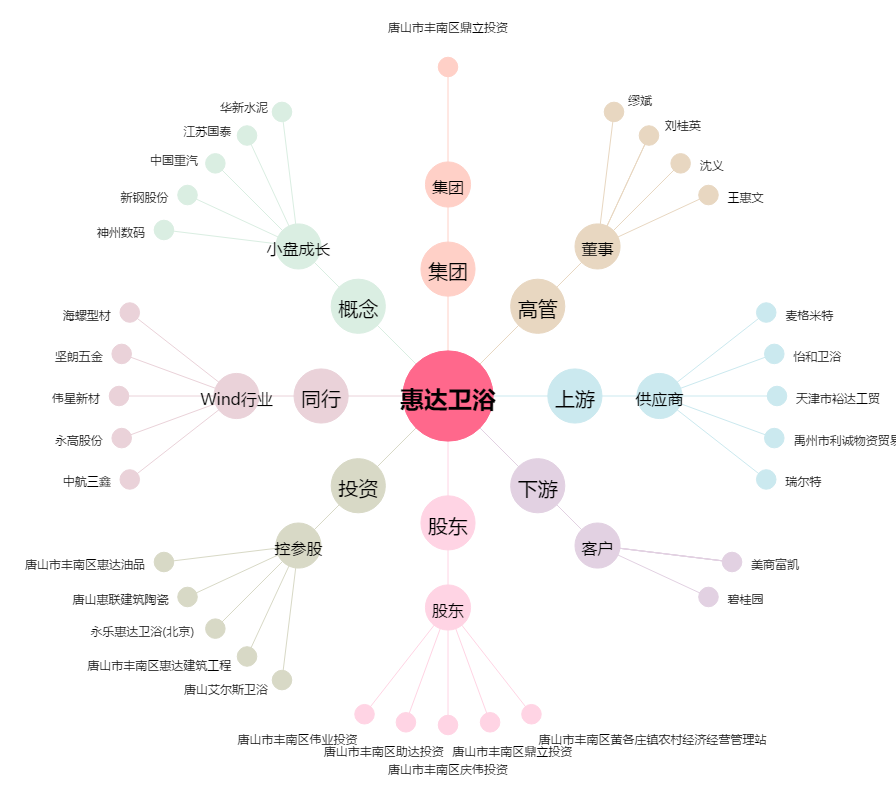 唐山市丰南区鼎立投资
集团
集团
华新水泥
江苏国泰
中国重汽
新钢股份
神州数码
小盘成长
概念
缪斌
刘桂英
沈义
王惠文
董事
高管
海螺型材
坚朗五金
伟星新材
永高股份
中航三鑫
Wind行业
同行
惠达卫浴
上游
供应商
麦格米特
怡和卫浴
天津市裕达工贸
禹州市利诚物资贸易
瑞尔特
投资
控参股
唐山市丰南区惠达油品
唐山惠联建筑陶瓷
永乐惠达卫浴(北京)
唐山市丰南区惠达建筑工程
唐山艾尔斯卫浴
下游
客户
美商富凯
碧桂园
股东
股东
唐山市丰南区伟业投资
唐山市丰南区助达投资
唐山市丰南区庆伟投资
唐山市丰南区鼎立投资
唐山市丰南区黄各庄镇农村经济经营管理站